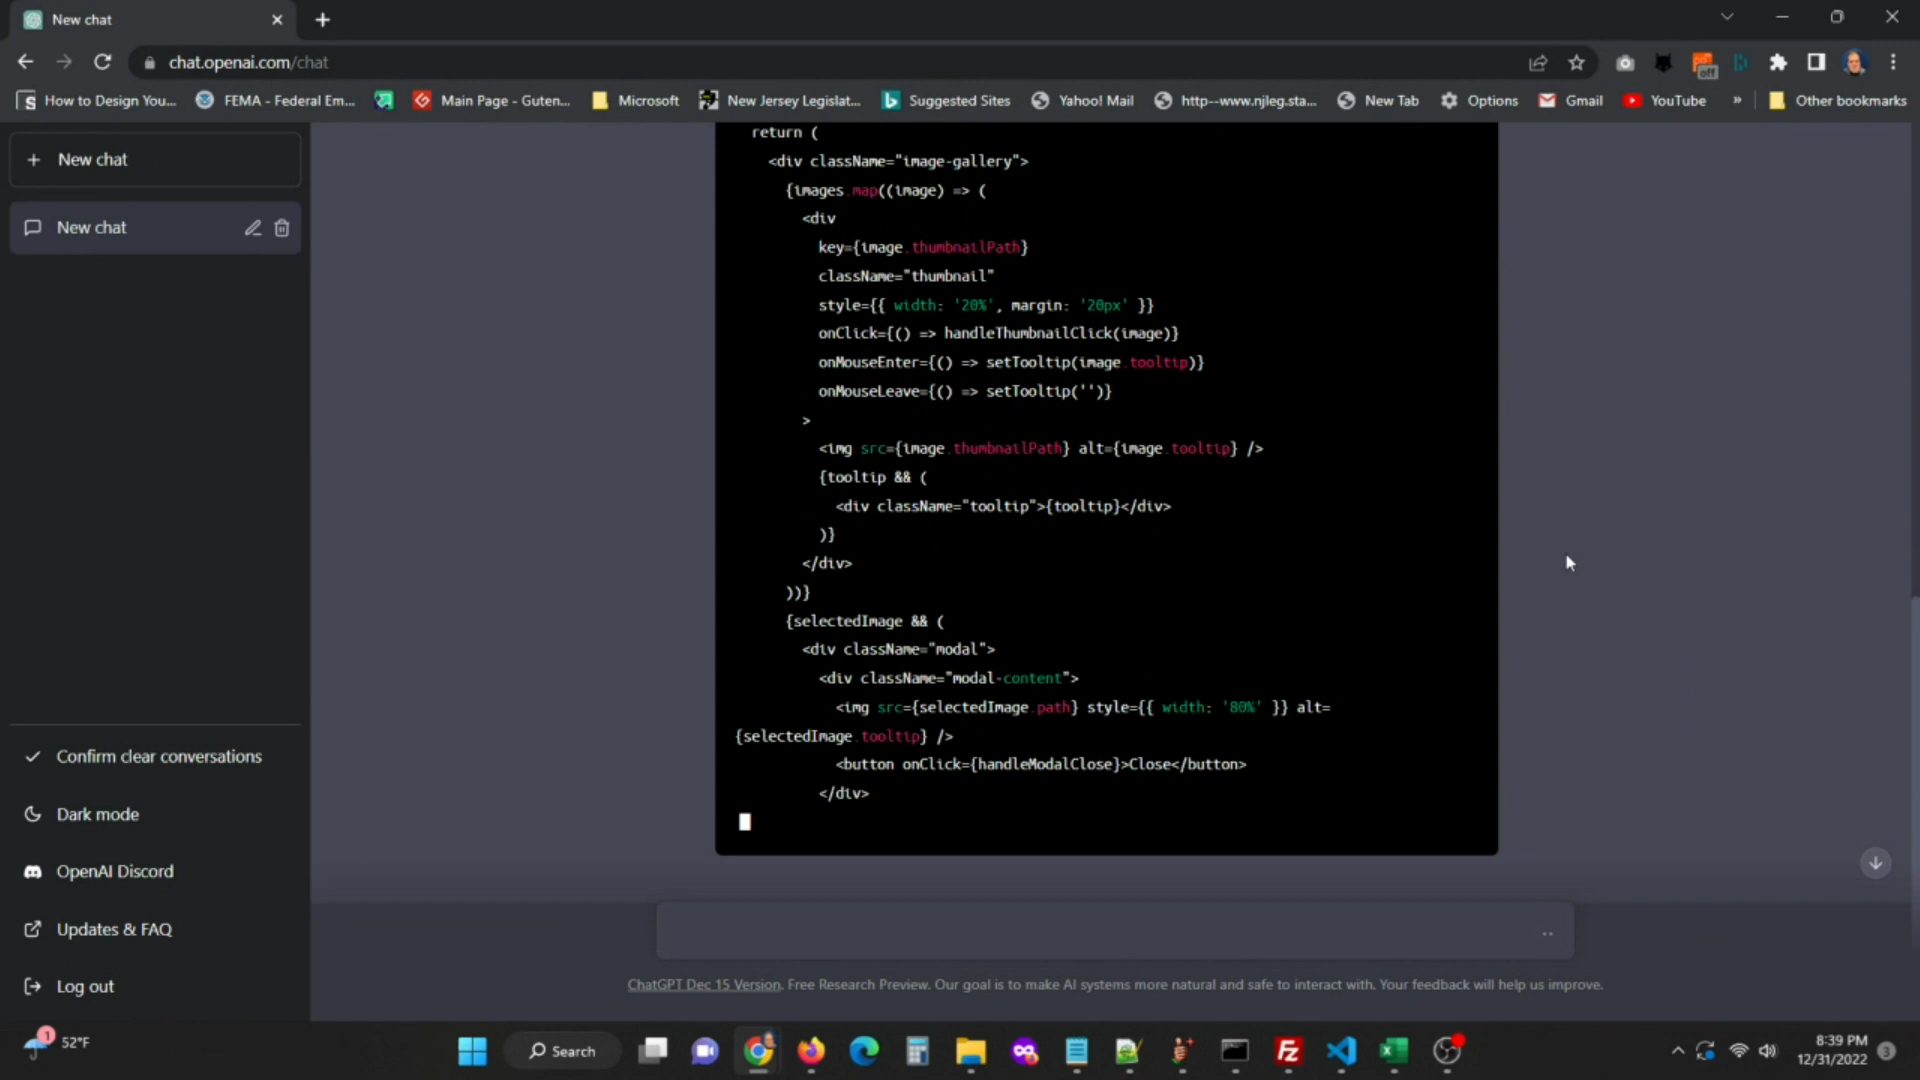 New chat
chat.openai.com/chat
How to Design You...
FEMA - Federal Em...
Main Page - Guten...
Microsoft
New Jersey Legislat...
Suggested Sites
Yahoo! Mail
http--www.njleg.sta...
New Tab
Options
Gmail
YouTube
»
Other bookmarks
off
+ New chat
New chat
return (
<div className="image-gallery">
{images.map((image) => (
<div
key={image.thumbnailPath}
className="thumbnail"
style={{ width: '20%', margin: '20px' }}
onClick={() => handleThumbnailClick(image)}
onMouseEnter={() => setTooltip(image.tooltip)}
onMouseLeave={() => setTooltip('')}
>
<img src={image.thumbnailPath} alt={image.tooltip} />
{tooltip && (
<div className="tooltip">{tooltip}</div>
)}
</div>
))}
{selectedImage && (
<div className="modal">
<div className="modal-content">
<img src={selectedImage.path} style={{ width: '80%' }} alt=
{selectedImage.tooltip} />
<button onClick={handleModalClose}>Close</button>
</div>
Confirm clear conversations
Dark mode
OpenAI Discord
Updates & FAQ
Log out
..
ChatGPT Dec 15 Version. Free Research Preview. Our goal is to make AI systems more natural and safe to interact with. Your feedback will help us improve.
1
52°F
Search
Fz
8:39 PM
12/31/2022
3